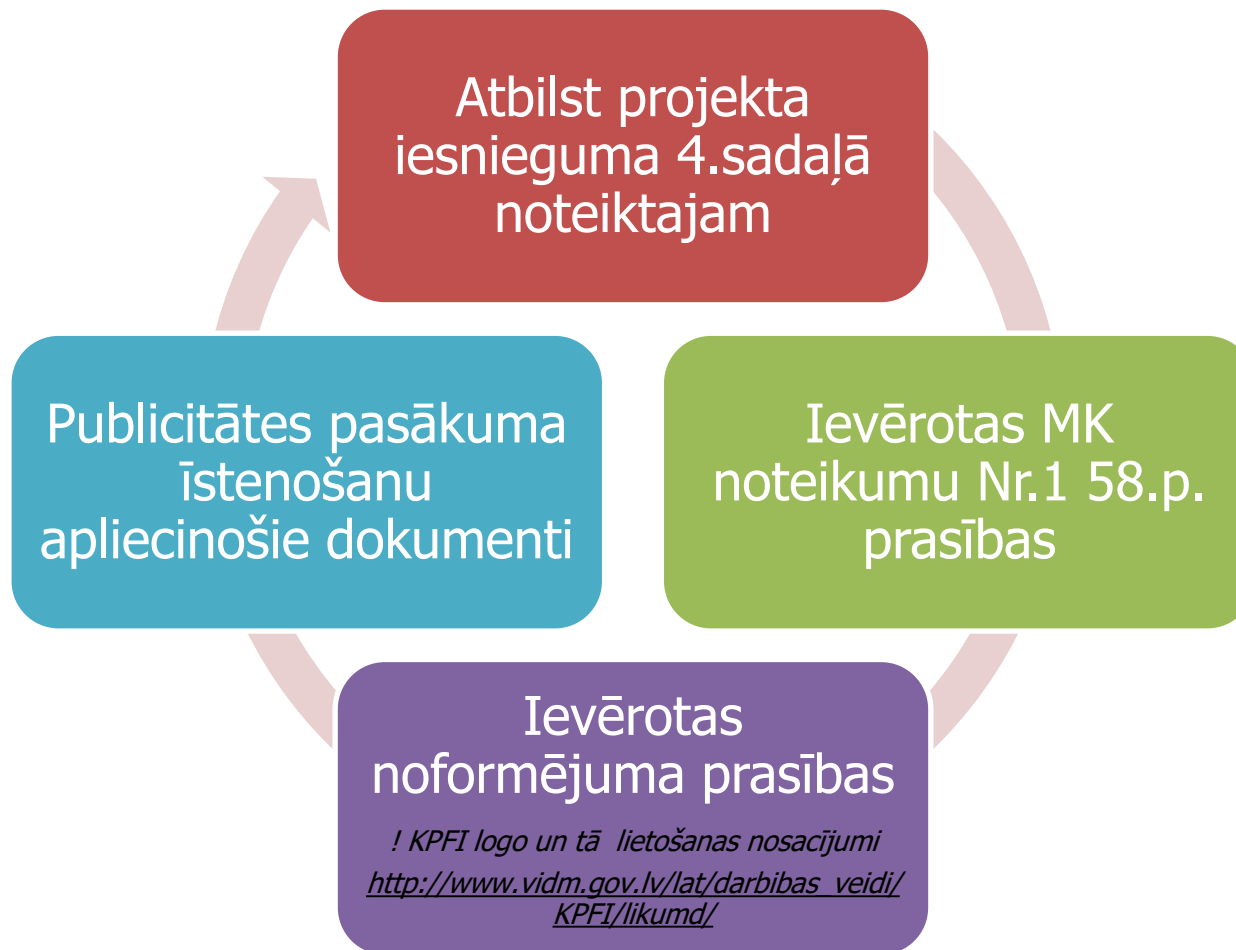 Atbilst projekta
iesnieguma 4.sadaļā
noteiktajam
Ievērotas MK
noteikumu Nr.1 58.p.
prasības
Ievērotas
noformējuma prasības
! KPFI logo un tā lietošanas nosacījumi
http://www.vidm.gov.lv/lat/darbibas_veidi/
KPFI/likumd/
Publicitātes pasākuma
īstenošanu
apliecinošie dokumenti